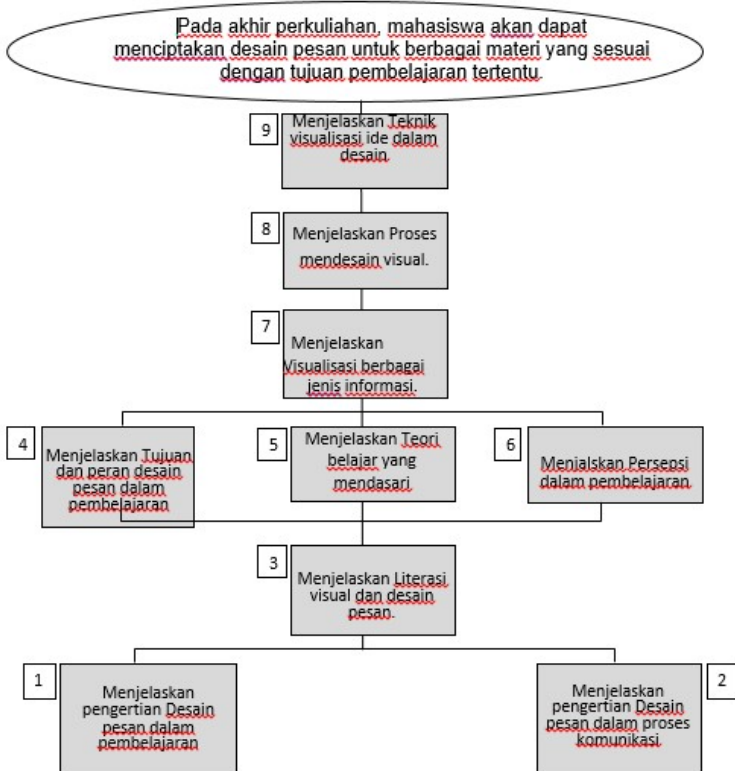 Pada akhir perkuliahan, mahasiswa akan dapat
menciptakan desain pesan untuk berbagai materi yang sesuai
dengan tujuan pembelajaran tertentu.
9
Menjelaskan Teknik
visualisasi ide dalam
desain.
8
Menjelaskan Proses
mendesain visual.
7
Menjelaskan
Visualisasi berbagai
jenis informasi.
4
Menjelaskan Tujuan
dan peran desain
pesan dalam
pembelajaran
5
Menjelaskan Teori
belajar yang
mendasari
6
Menjalskan Persepsi
dalam pembelajaran
3
Menjelaskan Literasi
visual dan desain
pesan.
1
Menjelaskan
pengertian Desain
pesan dalam
pembelajaran
2
Menjelaskan
pengertian Desain
pesan dalam proses
komunikasi.